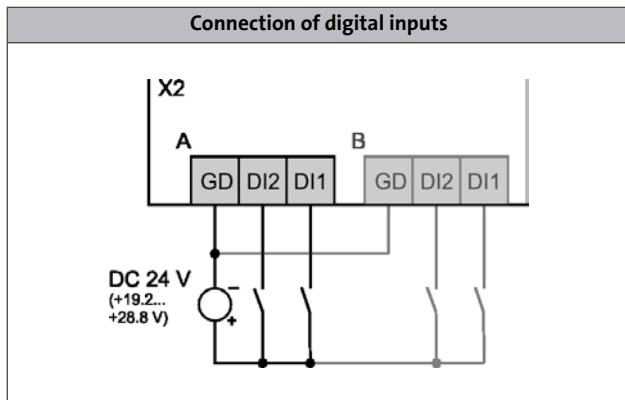 Connection of digital inputs
X2
A
B
GD DI2 DI1
GD DI2 DI1
DC 24 V
(+19.2...
+28.8 V)
–
+